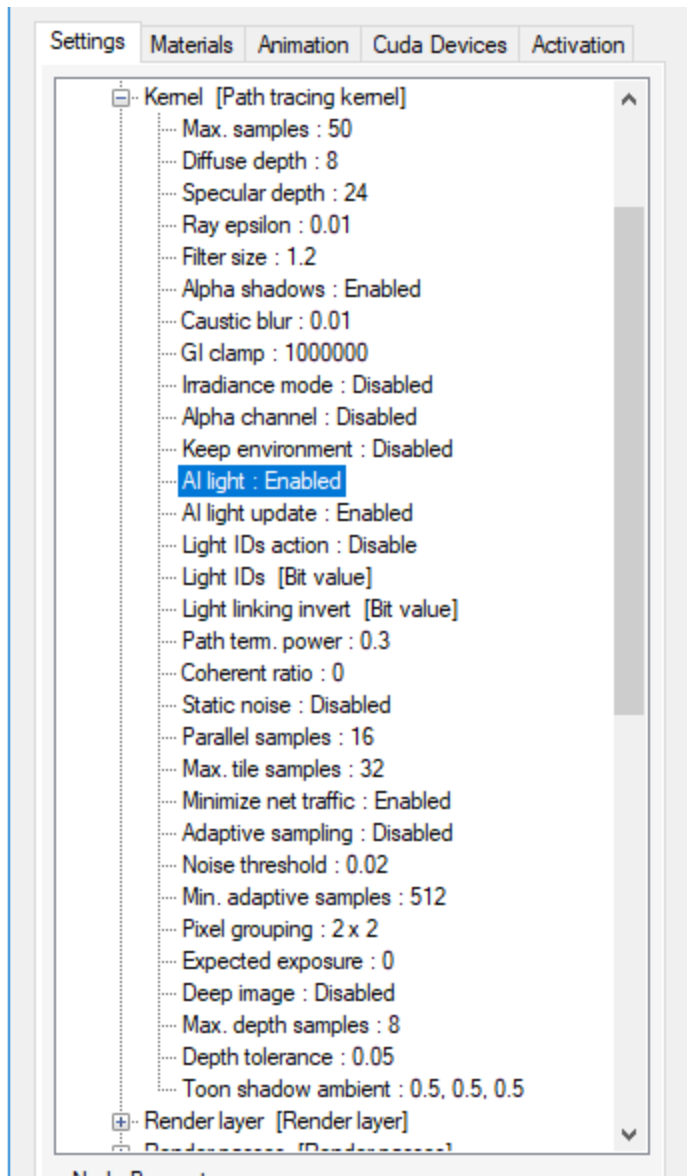 Settings Materials Animation Cuda Devices Activation
Kernel [Path tracing kernel]
Max. samples : 50
Diffuse depth : 8
Specular depth : 24
Ray epsilon : 0.01
Filter size : 1.2
Alpha shadows : Enabled
Caustic blur : 0.01
GI clamp : 1000000
Irradiance mode : Disabled
Alpha channel : Disabled
Keep environment : Disabled
AI light : Enabled
AI light update : Enabled
Light IDs action : Disable
Light IDs [Bit value]
Light linking invert [Bit value]
Path term. power : 0.3
Coherent ratio : 0
Static noise : Disabled
Parallel samples : 16
Max. tile samples : 32
Minimize net traffic : Enabled
Adaptive sampling : Disabled
Noise threshold : 0.02
Min. adaptive samples : 512
Pixel grouping : 2 x 2
Expected exposure : 0
Deep image : Disabled
Max. depth samples : 8
Depth tolerance : 0.05
Toon shadow ambient : 0.5, 0.5, 0.5
Render layer [Render layer]
Render passes [Render passes]